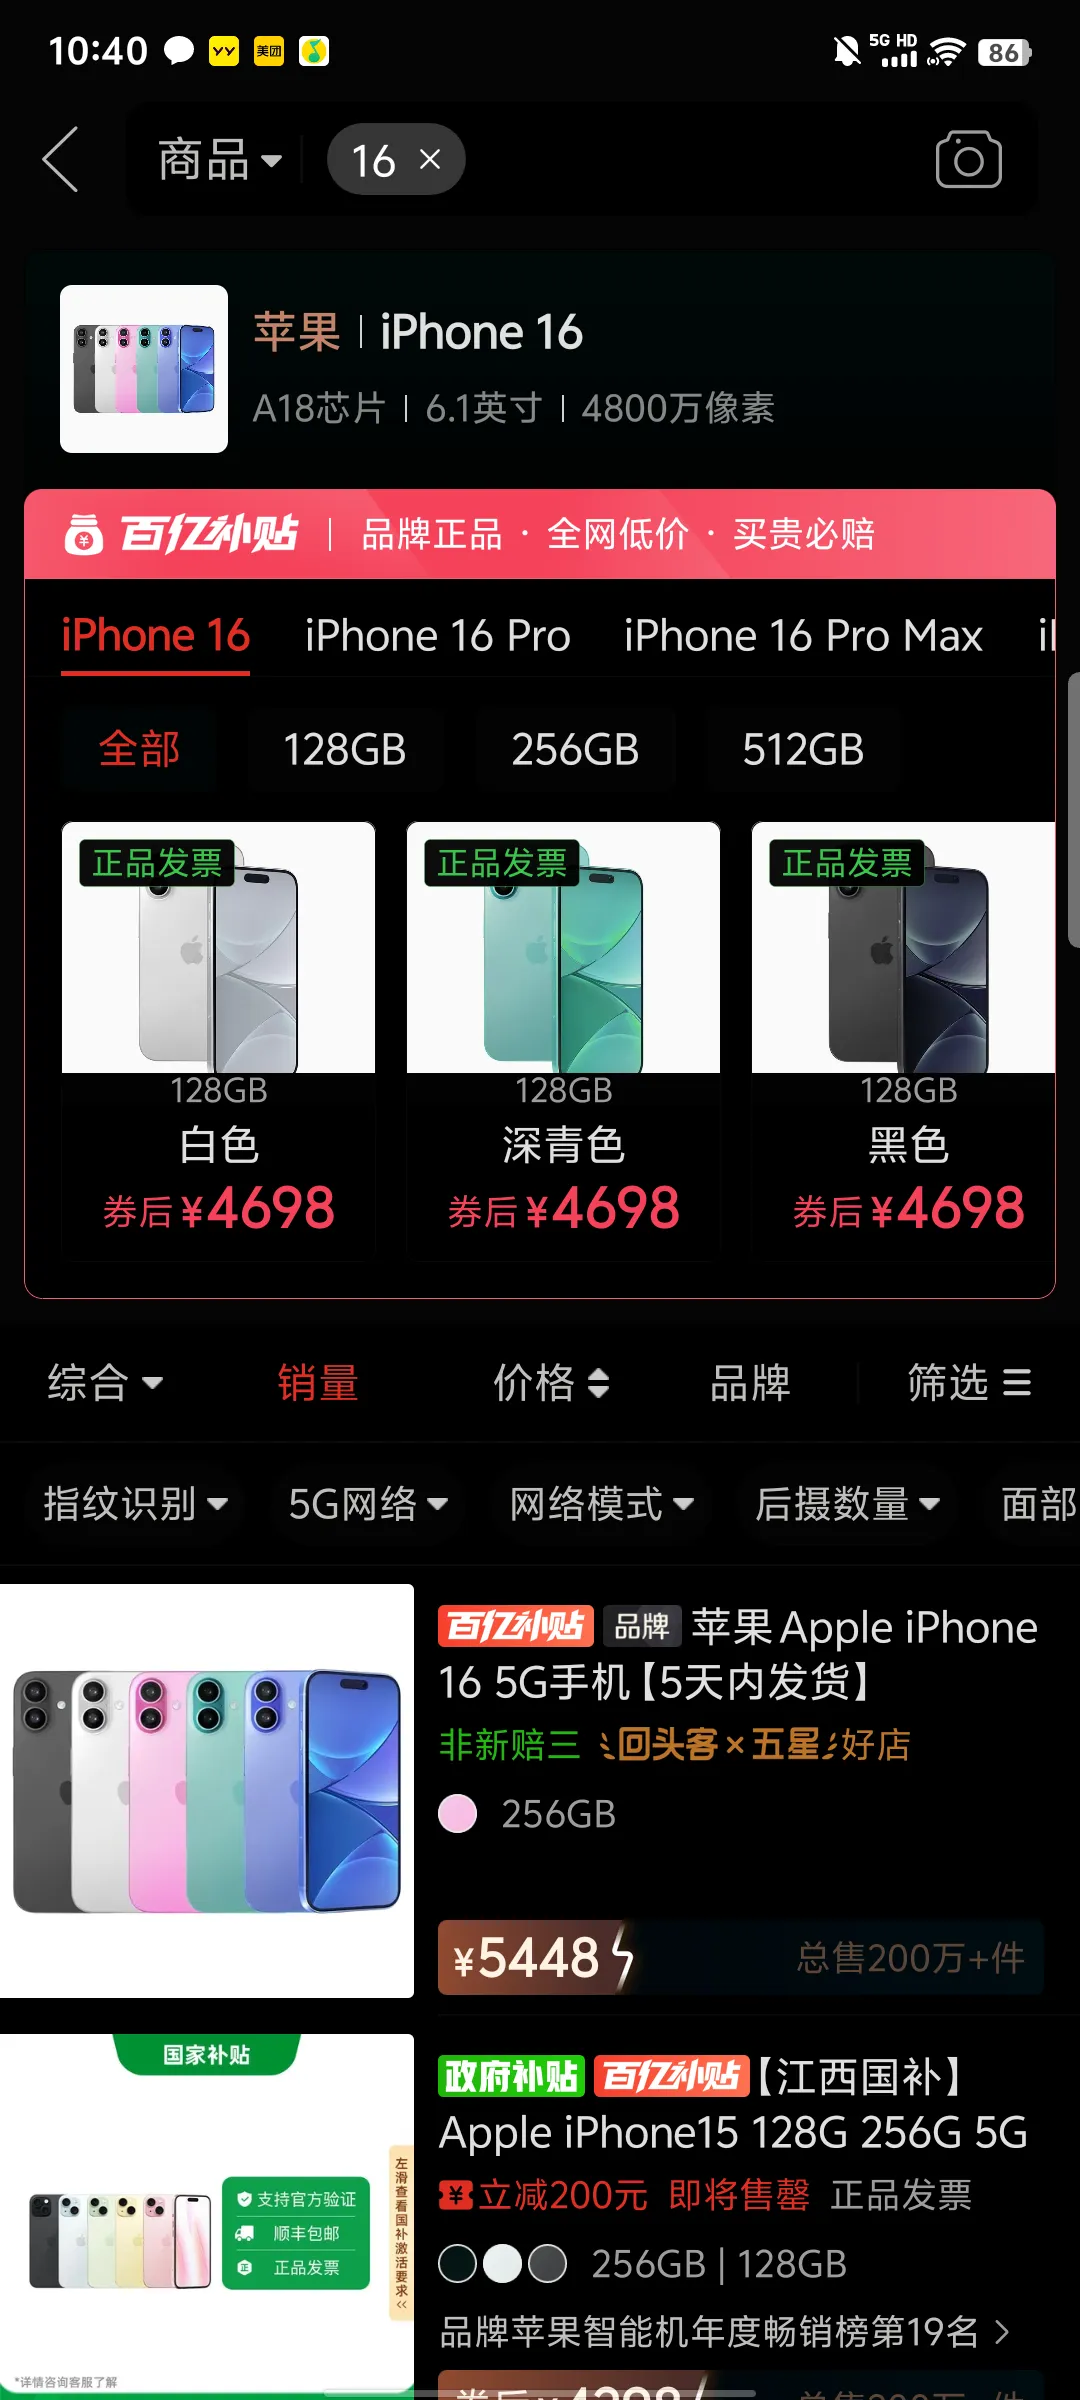 10:40 YY 美团 5G HD 86
商品 16 ×
苹果 | iPhone 16
A18芯片 | 6.1英寸 | 4800万像素
百亿补贴 | 品牌正品 · 全网低价 · 买贵必赔
iPhone 16 iPhone 16 Pro iPhone 16 Pro Max
全部 128GB 256GB 512GB
正品发票 正品发票 正品发票
128GB 128GB 128GB
白色 深青色 黑色
券后¥4698 券后¥4698 券后¥4698
综合 销量 价格 品牌 筛选
指纹识别 5G网络 网络模式 后摄数量 面部
百亿补贴 品牌 苹果Apple iPhone
16 5G手机【5天内发货】
非新赔三 回头客×五星好店
256GB
¥5448 总售200万+件
国家补贴
支持官方验证
顺丰包邮
正 正品发票
左滑查看国补激活要求<<
*详情咨询客服了解
政府补贴 百亿补贴【江西国补】
Apple iPhone15 128G 256G 5G
¥立减200元 即将售罄 正品发票
256GB | 128GB
品牌苹果智能机年度畅销榜第19名 >